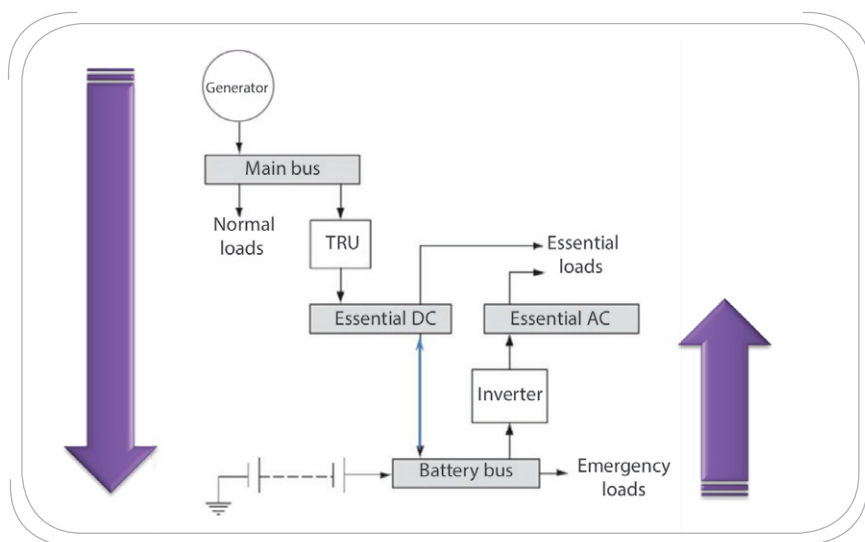 Generator
Main bus
Normal
loads
TRU
Essential
loads
Essential DC
Essential AC
Inverter
Battery bus
Emergency
loads